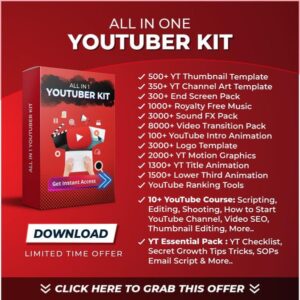 ALL IN ONE
YOUTUBER KIT
ALL IN 1
YOUTUBER KIT
Get Instant Access
500+ YT Thumbnail Template
350+ YT Channel Art Template
300+ End Screen Pack
1000+ Royalty Free Music
3000+ Sound FX Pack
8000+ Video Transition Pack
100+ YouTube Intro Animation
3000+ Logo Template
2000+ YT Motion Graphics
1300+ YT Title Animation
1500+ Lower Third Animation
YouTube Ranking Tools
10+ YouTube Course: Scripting,
Editing, Shooting, How to Start
YouTube Channel, Video SEO,
Thumbnail Editing, More..
YT Essential Pack : YT Checklist,
Secret Growth Tips Tricks, SOPs
Email Script & More..
DOWNLOAD
LIMITED TIME OFFER
CLICK HERE TO GRAB THIS OFFER